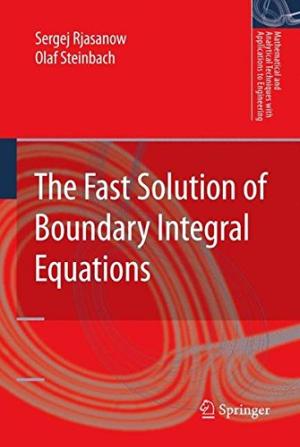 Sergej Rjasanow
Olaf Steinbach
Mathematical and
Analytical Techniques with
Applications to Engineering
The Fast Solution of
Boundary Integral
Equations
Springer